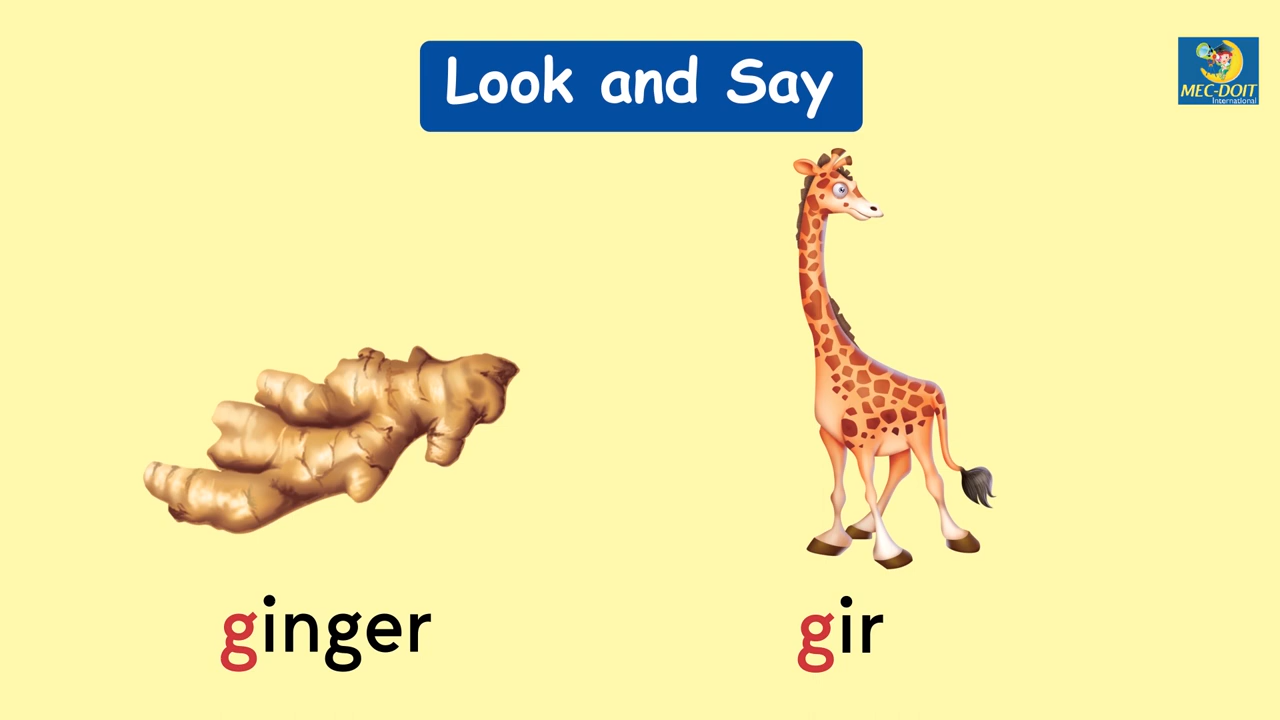 Look and Say
MEC-DOIT
International
ginger
gir